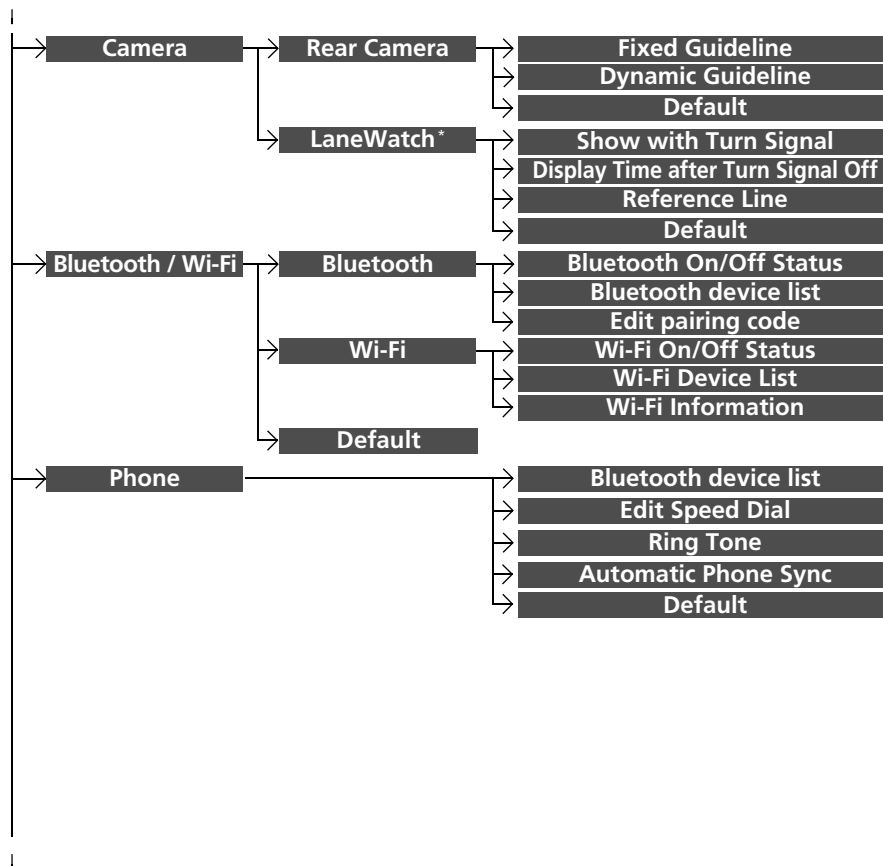 Camera
Rear Camera
Fixed Guideline
Dynamic Guideline
Default
LaneWatch*
Show with Turn Signal
Display Time after Turn Signal Off
Reference Line
Default
Bluetooth / Wi-Fi
Bluetooth
Bluetooth On/Off Status
Bluetooth device list
Edit pairing code
Wi-Fi
Wi-Fi On/Off Status
Wi-Fi Device List
Wi-Fi Information
Default
Phone
Bluetooth device list
Edit Speed Dial
Ring Tone
Automatic Phone Sync
Default